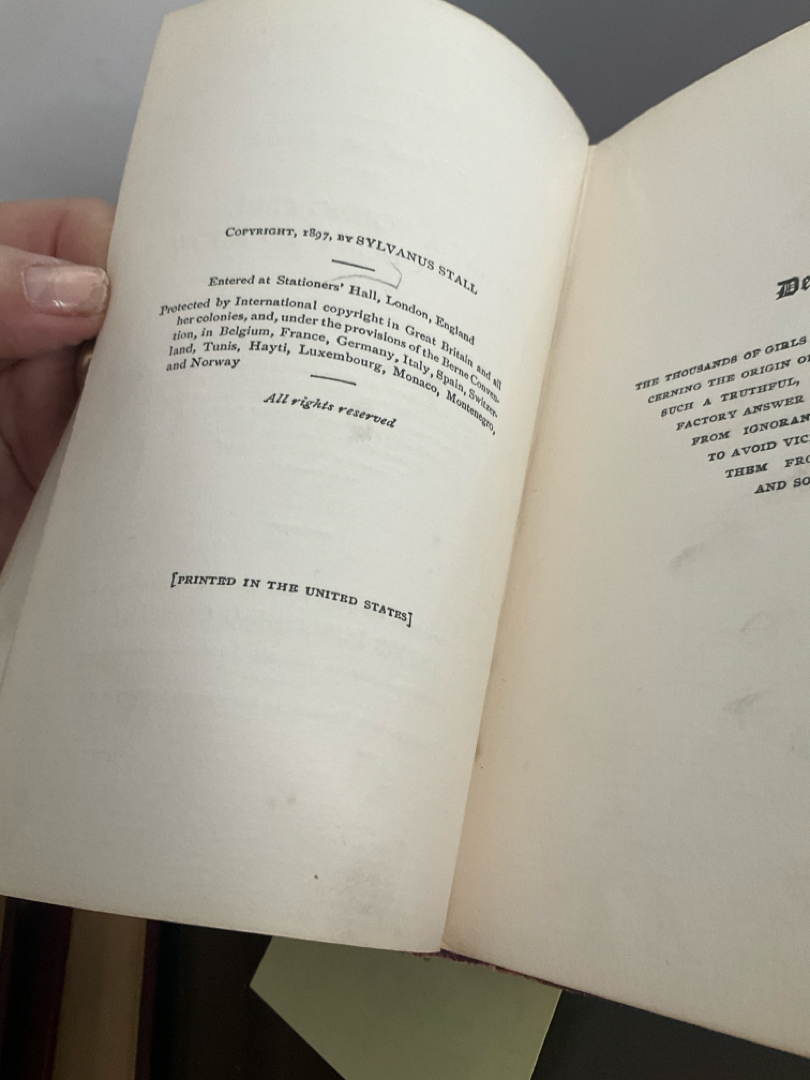 COPYRIGHT, 1897, BY SYLVANUS STALL
Entered at Stationers' Hall, London, England
Protected by International copyright in Great Britain and all
her colonies, and, under the provisions of the Berne Conven-
tion, in Belgium, France, Germany, Italy, Spain, Switzer-
land, Tunis, Hayti, Luxembourg, Monaco, Montenegro,
and Norway
All rights reserved
[PRINTED IN THE UNITED STATES]
De
THE THOUSANDS OF GIRLS
CERNING THE ORIGIN O
SUCH A TRUTHFUL,
FACTORY ANSWER
FROM IGNORAN
TO AVOID VIC
THEM FRO
AND SO